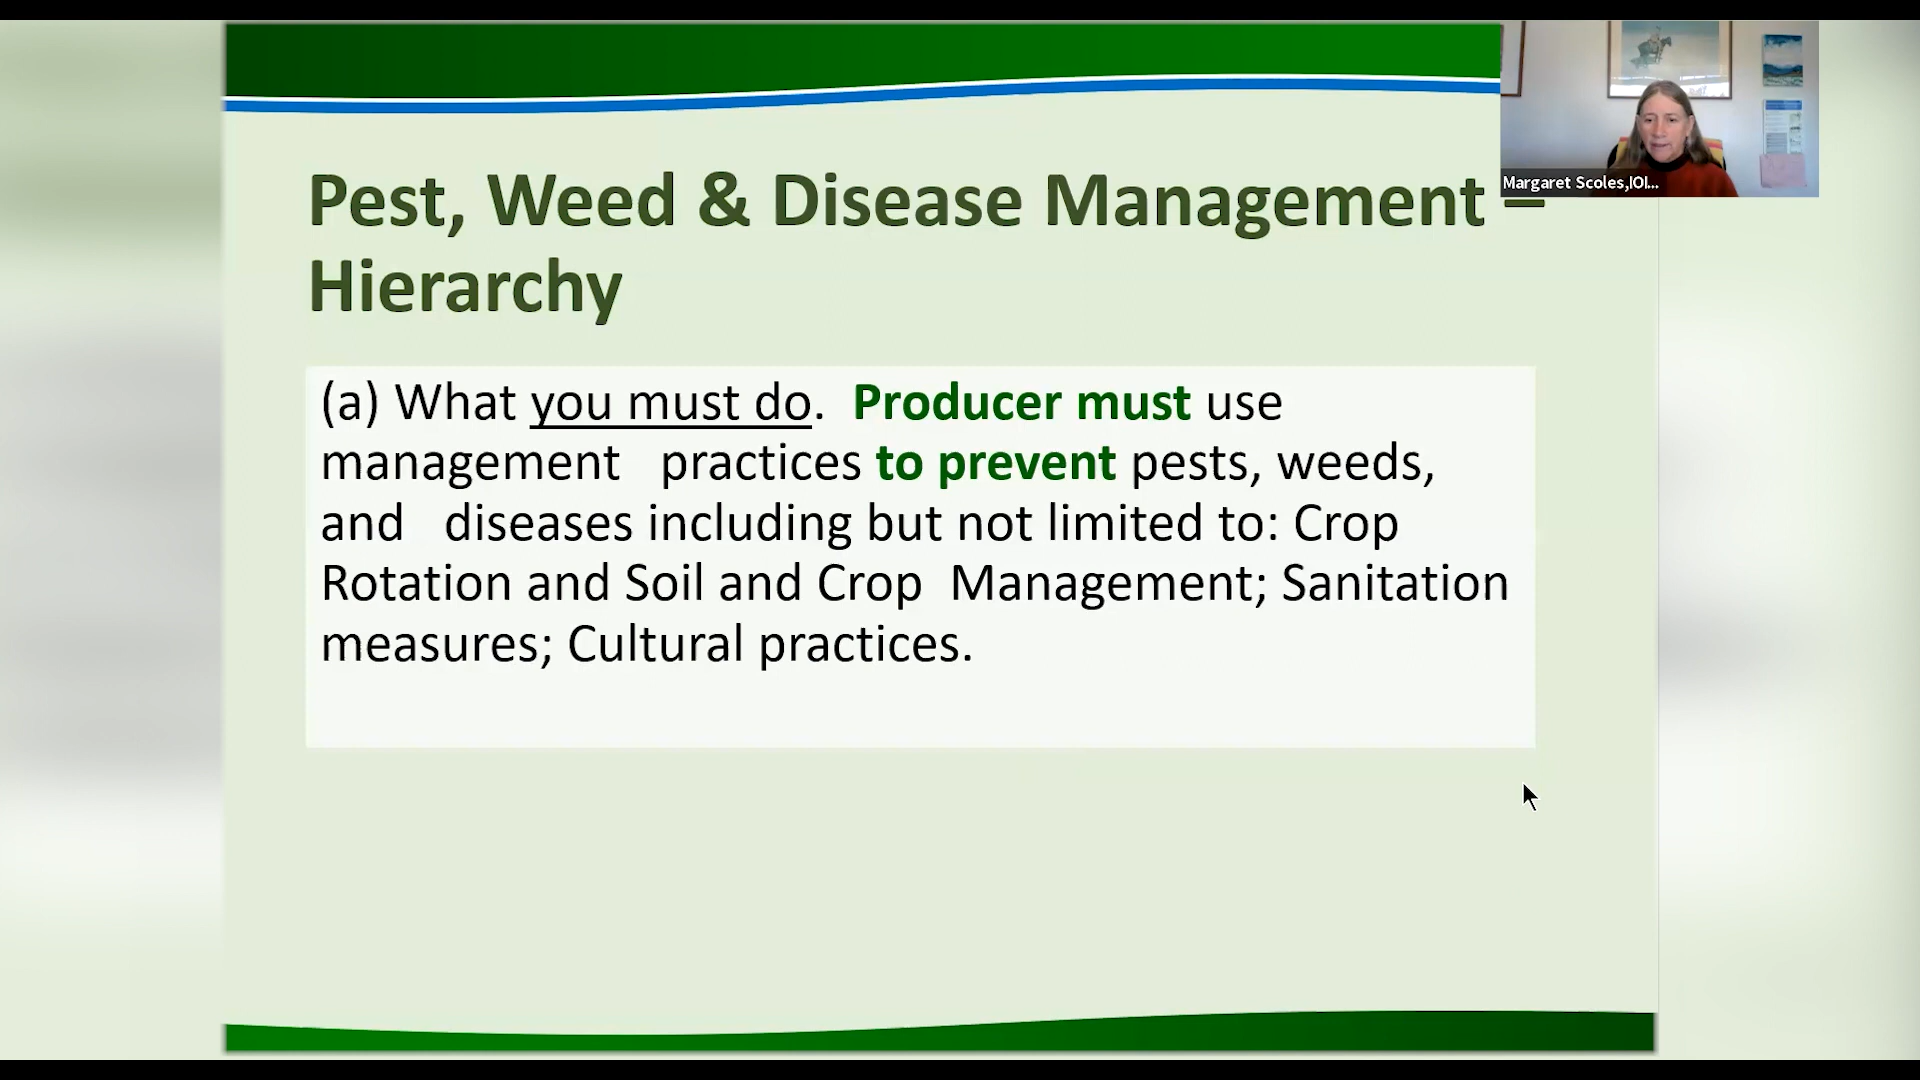 Pest, Weed & Disease Management =
Hierarchy
Margaret Scoles,IOI...
(a) What you must do. Producer must use
management practices to prevent pests, weeds,
and diseases including but not limited to: Crop
Rotation and Soil and Crop Management; Sanitation
measures; Cultural practices.